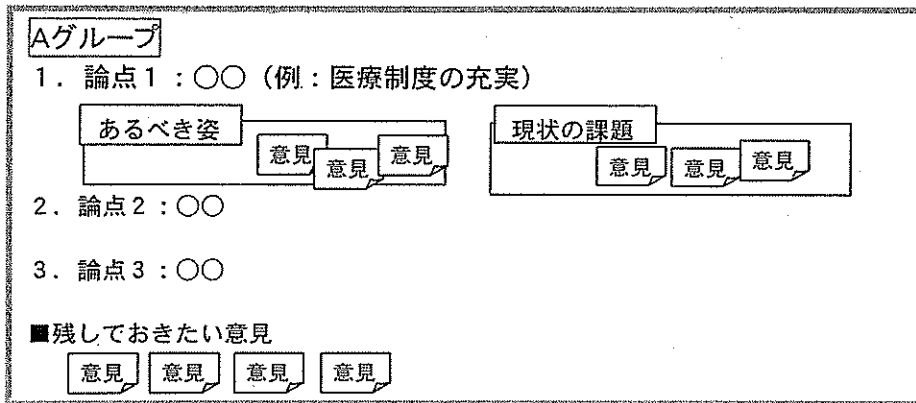 Aグループ
1．論点1：○○（例：医療制度の充実）
あるべき姿
意見
意見
意見
現状の課題
意見
意見
意見
2．論点2：○○
3．論点3：○○
■残しておきたい意見
意見
意見
意見
意見